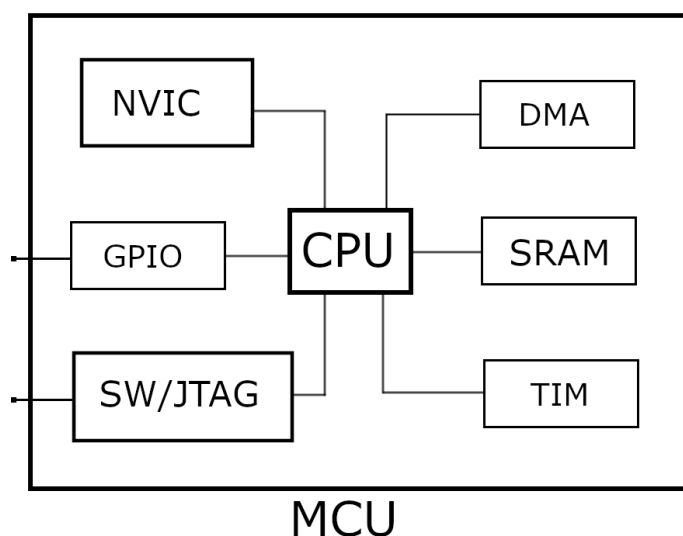 NVIC
DMA
GPIO
CPU
SRAM
SW/JTAG
TIM
MCU